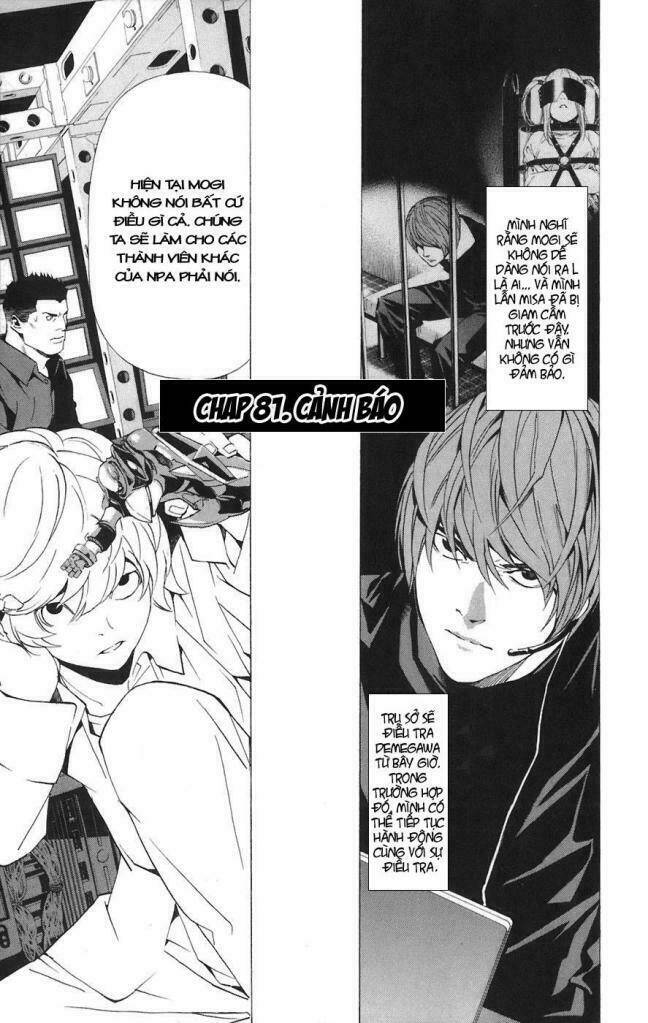 MÌNH NGHĨ
RẰNG MOGI SẼ
KHÔNG DỄ
DÀNG NÓI RA L
LÀ AI... VÀ MÌNH
LẪN MISA ĐÃ BỊ
GIAM CẦM
TRƯỚC ĐÂY.
NHƯNG VẪN
KHÔNG CÓ GÌ
ĐẢM BẢO.
TRỤ SỞ SẼ
ĐIỀU TRA
DEMEGAWA
TỪ BÂY GIỜ.
TRONG
TRƯỜNG HỢP
ĐÓ, MÌNH CÓ
THỂ TIẾP TỤC
HÀNH ĐỘNG
CÙNG VỚI SỰ
ĐIỀU TRA.
CHAP 81. CẢNH BÁO
HIỆN TẠI MOGI
KHÔNG NÓI BẤT CỨ
ĐIỀU GÌ CẢ. CHÚNG
TA SẼ LÀM CHO CÁC
THÀNH VIÊN KHÁC
CỦA NPA PHẢI NÓI.